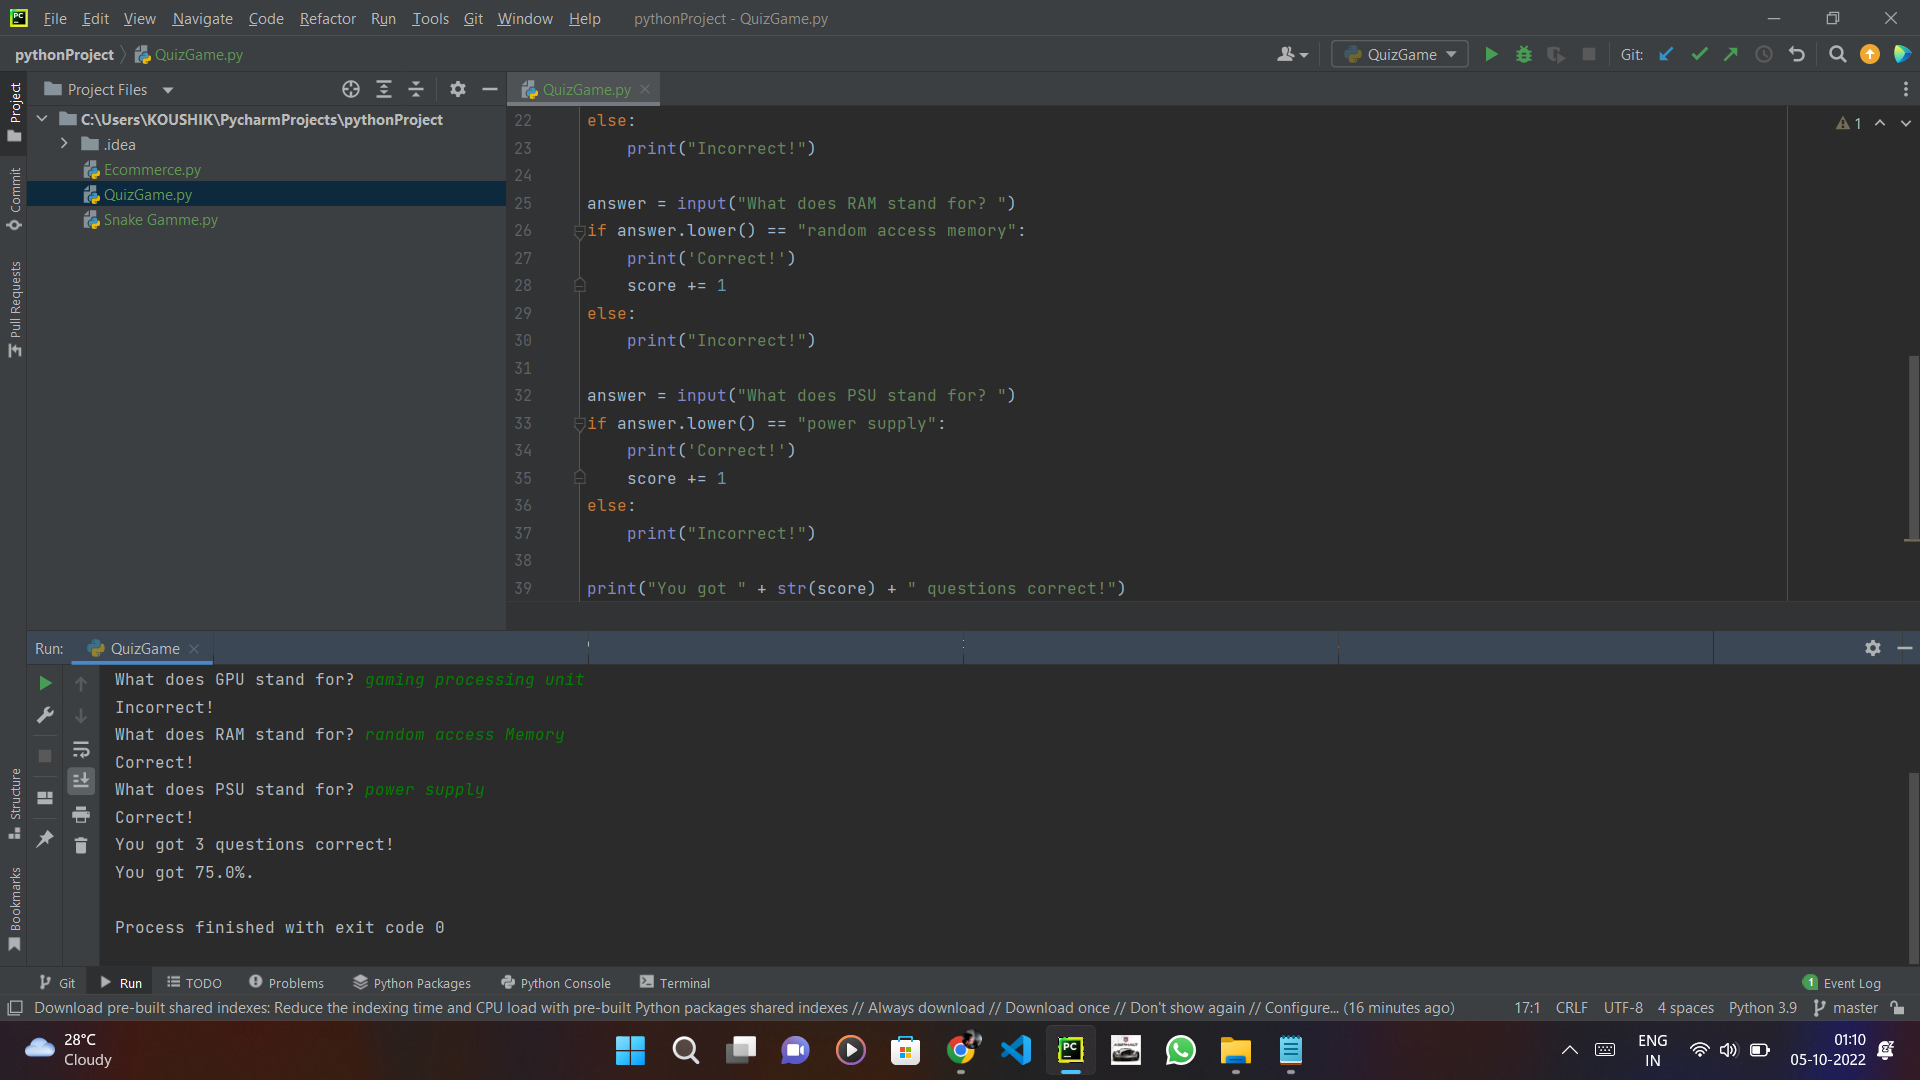 File Edit View Navigate Code Refactor Run Tools Git Window Help pythonProject - QuizGame.py
pythonProject QuizGame.py QuizGame Git:
Project Files
QuizGame.py
Project
Commit
Pull Requests
Structure
Bookmarks
C:\Users\KOUSHIK\PycharmProjects\pythonProject
.idea
Ecommerce.py
QuizGame.py
Snake Gamme.py
1
22 else:
23 print("Incorrect!")
24
25 answer = input("What does RAM stand for? ")
26 if answer.lower() == "random access memory":
27 print('Correct!')
28 score += 1
29 else:
30 print("Incorrect!")
31
32 answer = input("What does PSU stand for? ")
33 if answer.lower() == "power supply":
34 print('Correct!')
35 score += 1
36 else:
37 print("Incorrect!")
38
39 print("You got " + str(score) + " questions correct!")
Run: QuizGame
What does GPU stand for? gaming processing unit
Incorrect!
What does RAM stand for? random access Memory
Correct!
What does PSU stand for? power supply
Correct!
You got 3 questions correct!
You got 75.0%.
Process finished with exit code 0
Git Run TODO Problems Python Packages Python Console Terminal 1 Event Log
Download pre-built shared indexes: Reduce the indexing time and CPU load with pre-built Python packages shared indexes // Always download // Download once // Don't show again // Configure... (16 minutes ago) 17:1 CRLF UTF-8 4 spaces Python 3.9 master
28°C
Cloudy
PC
ENG
IN
01:10
05-10-2022